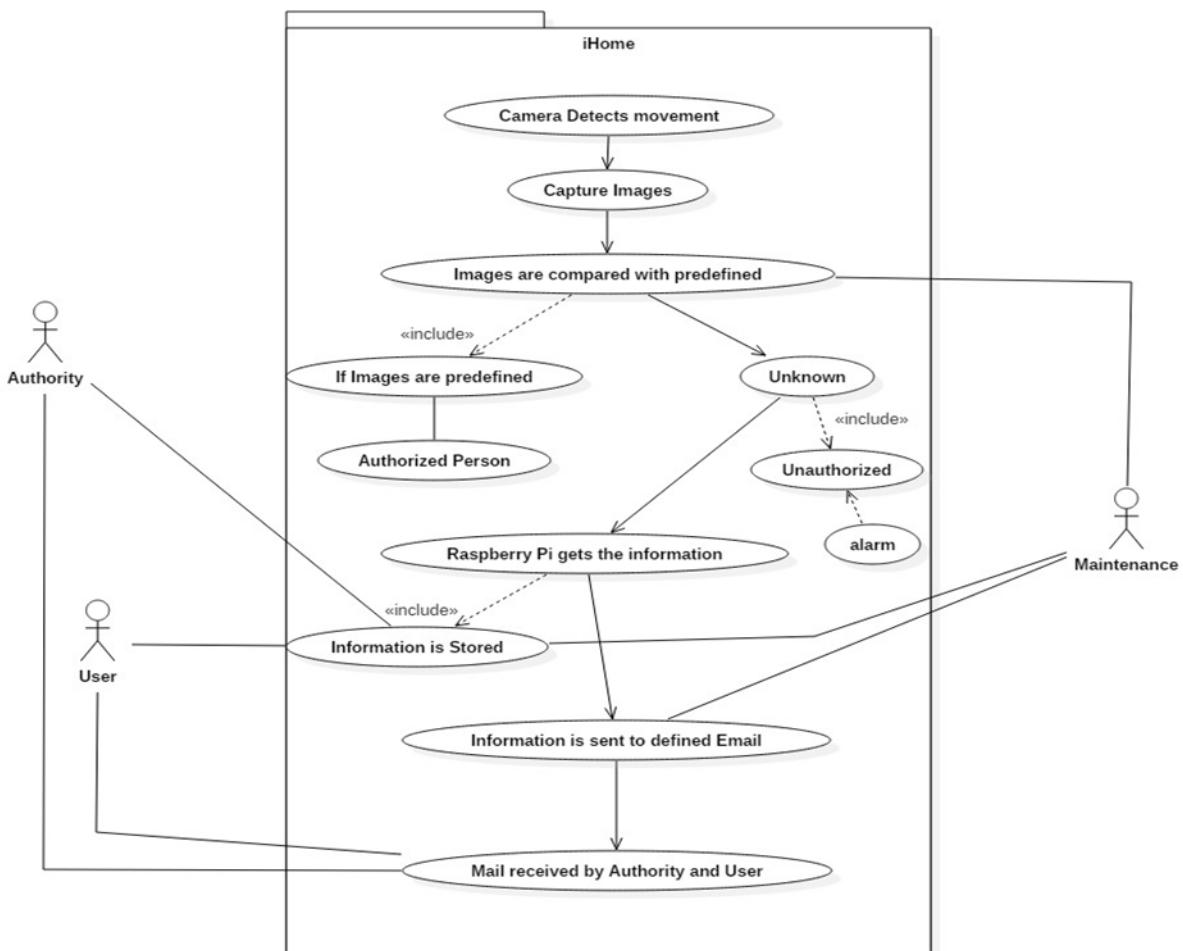 iHome
Camera Detects movement
Capture Images
Images are compared with predefined
«include»
If Images are predefined
Unknown
Authority
«include»
Authorized Person
Unauthorized
alarm
Raspberry Pi gets the information
Maintenance
«include»
Information is Stored
User
Information is sent to defined Email
Mail received by Authority and User